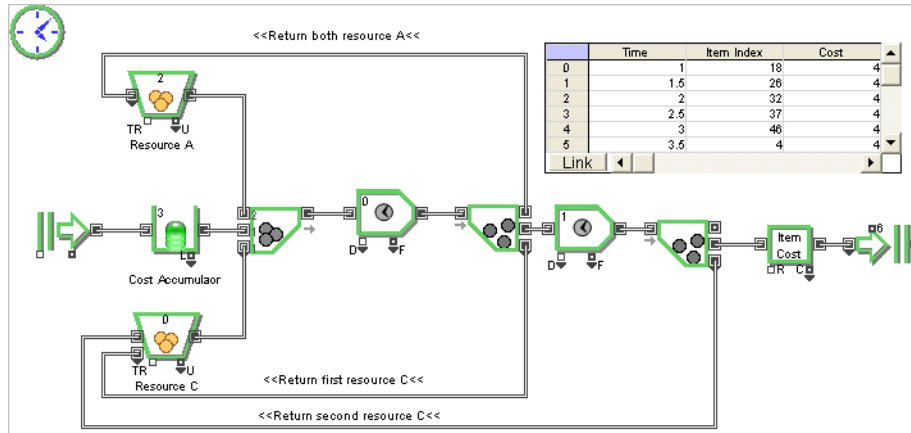 <<Return both resource A<<
Time Item Index Cost
0 1 18 4
1 1.5 26 4
2 2 32 4
3 2.5 37 4
4 3 46 4
5 3.5 4 4
Link
2
TR U
Resource A
3
L
Cost Accumulaor
2
1
0
D F
1
D F
Item
Cost
R C
6
0
TR U
Resource C
<<Return first resource C<<
<<Return second resource C<<